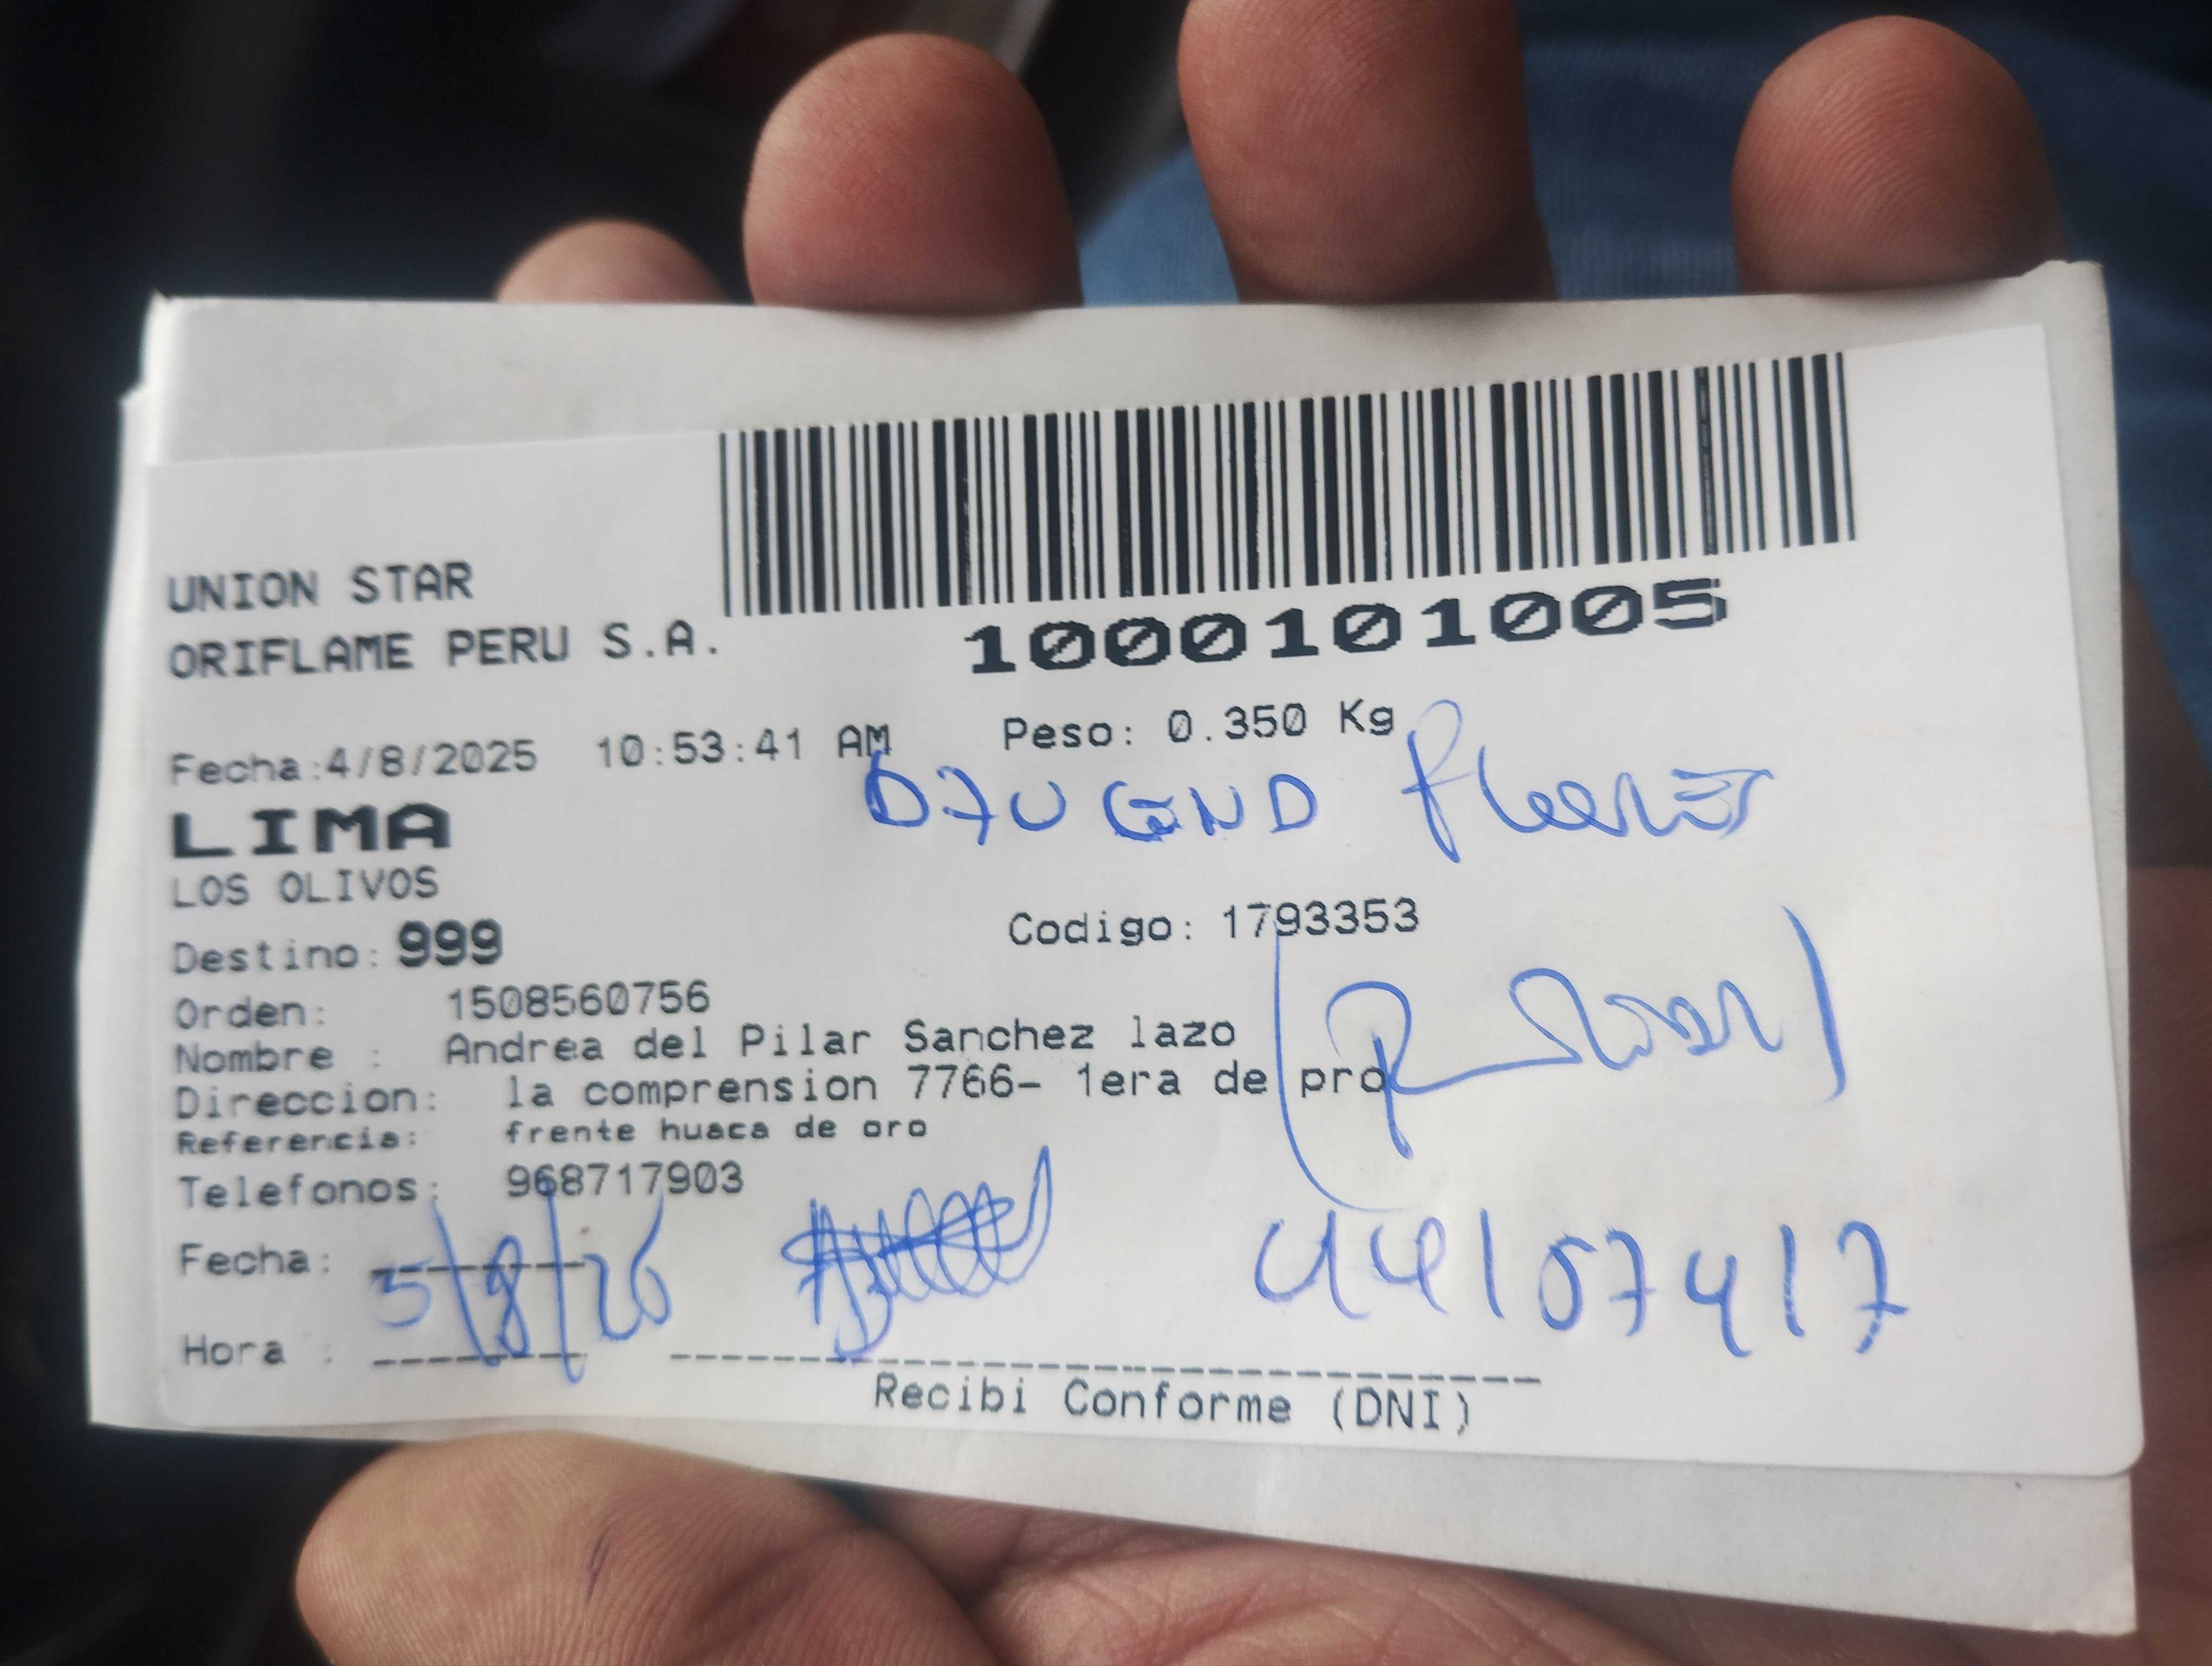 UNION STAR
ORIFLAME PERU S.A.
1000101005
Fecha:4/8/2025 10:53:41 AM Peso: 0.350 Kg
LIMA
LOS OLIVOS
Destino: 999 Codigo: 1793353
Orden: 1508560756
Nombre : Andrea del Pilar Sanchez lazo
Direccion: la comprension 7766- 1era de pro
Referencia: frente huaca de oro
Telefonos: 968717903
Fecha: 5/8/26
44107417
Hora :
Recibi Conforme (DNI)